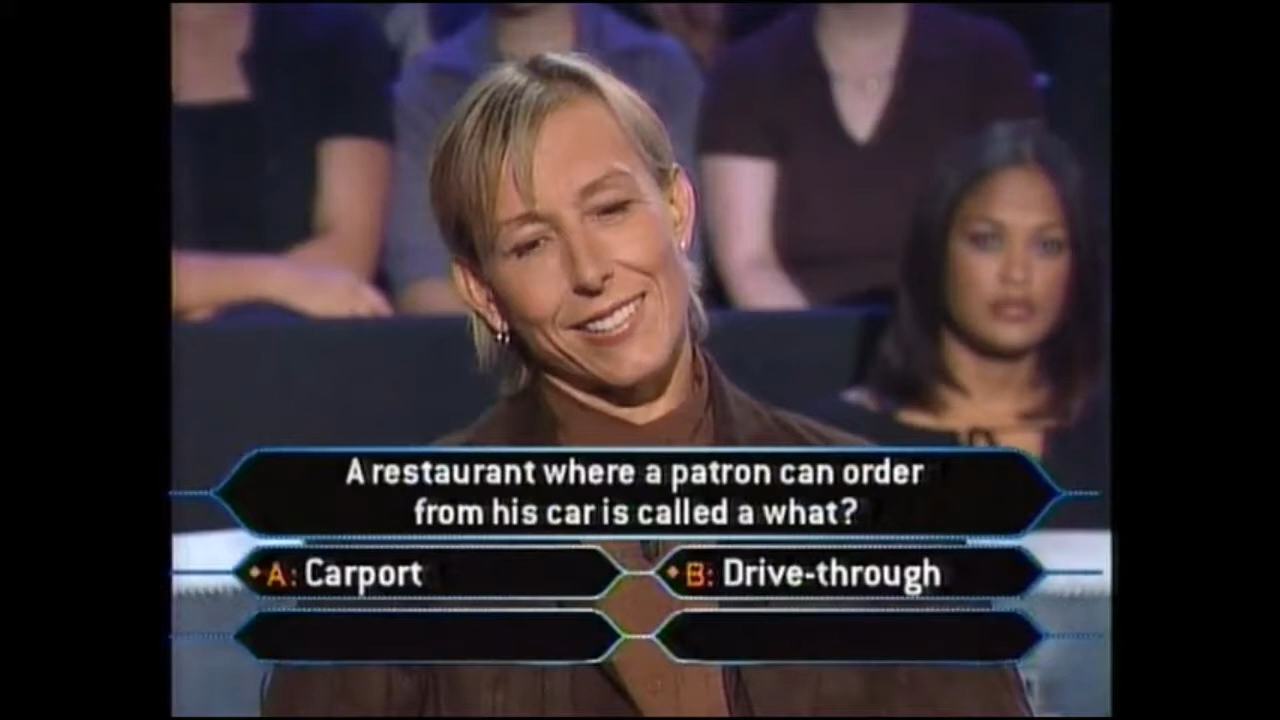 A restaurant where a patron can order
from his car is called a what?
A: Carport
B: Drive-through